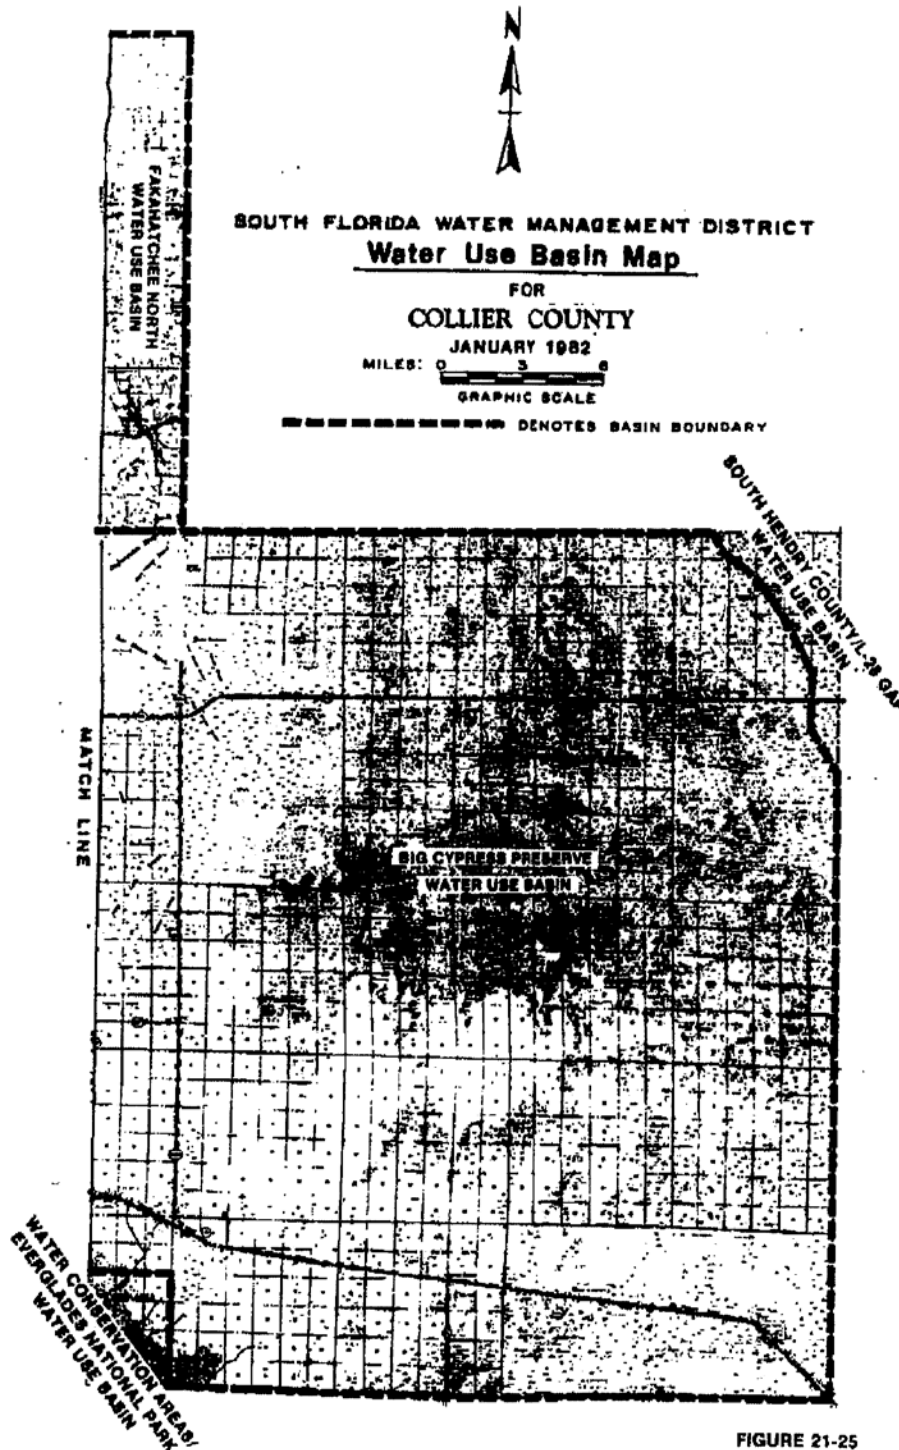 N
SOUTH FLORIDA WATER MANAGEMENT DISTRICT
Water Use Basin Map
FOR
COLLIER COUNTY
JANUARY 1982
MILES: 0 3 6
GRAPHIC SCALE
DENOTES BASIN BOUNDARY
FAKAHATCHEE NORTH
WATER USE BASIN
SOUTH HENDRY COUNTY/L-28 GAP
WATER USE BASIN
MATCH LINE
BIG CYPRESS PRESERVE
WATER USE BASIN
WATER CONSERVATION AREAS/
EVERGLADES NATIONAL PARK
WATER USE BASIN
FIGURE 21-25